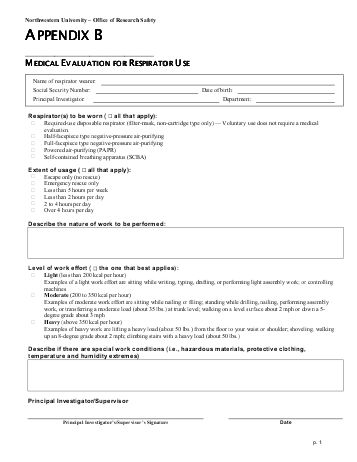 Northwestern University – Office of Research Safety
APPENDIX B
MEDICAL EVALUATION FOR RESPIRATOR USE
Name of respirator wearer:
Social Security Number: Date of birth:
Principal Investigator: Department:
Respirator(s) to be worn (□ all that apply):
□ Required use disposable respirator (filter-mask, non-cartridge type only) — Voluntary use does not require a medical
evaluation.
□ Half-facepiece type negative-pressure air-purifying
□ Full-facepiece type negative-pressure air-purifying
□ Powered air-purifying (PAPR)
□ Self-contained breathing apparatus (SCBA)
Extent of usage (□ all that apply):
□ Escape only (no rescue)
□ Emergency rescue only
□ Less than 5 hours per week
□ Less than 2 hours per day
□ 2 to 4 hours per day
□ Over 4 hours per day
Describe the nature of work to be performed:
Level of work effort (□ the one that best applies):
□ Light (less than 200 kcal per hour)
Examples of a light work effort are sitting while writing, typing, drafting, or performing light assembly work; or controlling
machines
□ Moderate (200 to 350 kcal per hour)
Examples of moderate work effort are sitting while nailing or filing; standing while drilling, nailing, performing assembly
work, or transferring a moderate load (about 35 lbs.) at trunk level; walking on a level surface about 2 mph or down a 5-
degree grade about 3 mph
□ Heavy (above 350 kcal per hour)
Examples of heavy work are lifting a heavy load (about 50 lbs.) from the floor to your waist or shoulder; shoveling; walking
up an 8-degree grade about 2 mph; climbing stairs with a heavy load (about 50 lbs.)
Describe if there are special work conditions (i.e., hazardous materials, protective clothing,
temperature and humidity extremes)
Principal Investigator/Supervisor
Principal Investigator's/Supervisor's Signature Date
p. 1